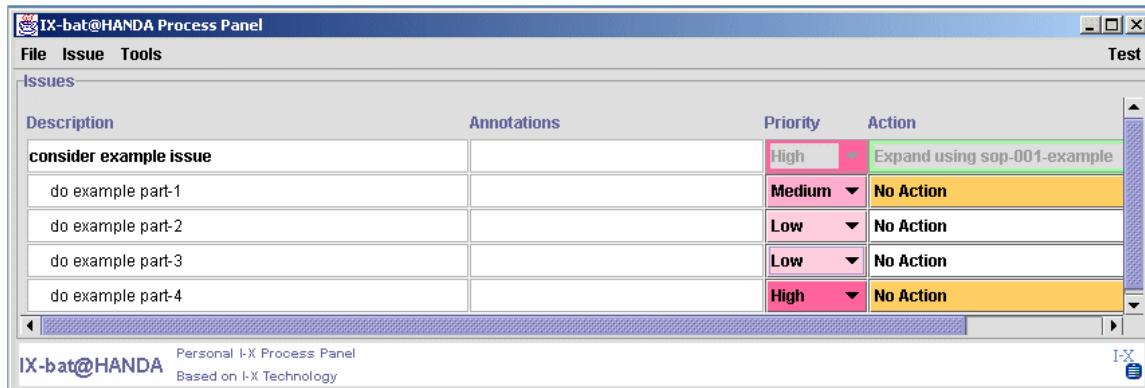 IX-bat@HANDA Process Panel
File Issue Tools Test
Issues
Description Annotations Priority Action
consider example issue High Expand using sop-001-example
do example part-1 Medium No Action
do example part-2 Low No Action
do example part-3 Low No Action
do example part-4 High No Action
IX-bat@HANDA Personal I-X Process Panel I-X
Based on I-X Technology